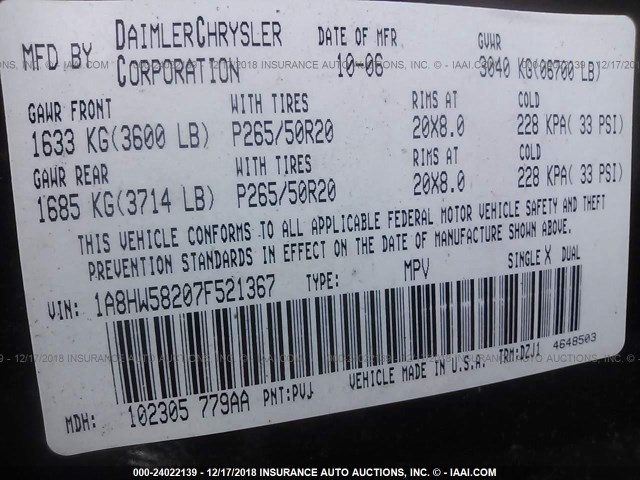 MFD BY DAIMLERCHRYSLER CORPORATION DATE OF MFR 10-06 GVWR 3040 KG(06700 LB)
GAWR FRONT WITH TIRES RIMS AT COLD
1633 KG(3600 LB) P265/50R20 20X8.0 228 KPA( 33 PSI)
GAWR REAR WITH TIRES RIMS AT COLD
1685 KG(3714 LB) P265/50R20 20X8.0 228 KPA( 33 PSI)
THIS VEHICLE CONFORMS TO ALL APPLICABLE FEDERAL MOTOR VEHICLE SAFETY AND THEFT
PREVENTION STANDARDS IN EFFECT ON THE DATE OF MANUFACTURE SHOWN ABOVE.
VIN: 1A8HW58207F521367 TYPE: MPV SINGLE X DUAL
MDH: 102305 779AA PNT:PVJ VEHICLE MADE IN U.S.A. TRM:DZJ1 4648503
000-24022139 - 12/17/2018 INSURANCE AUTO AUCTIONS. - © - IAAI.COM